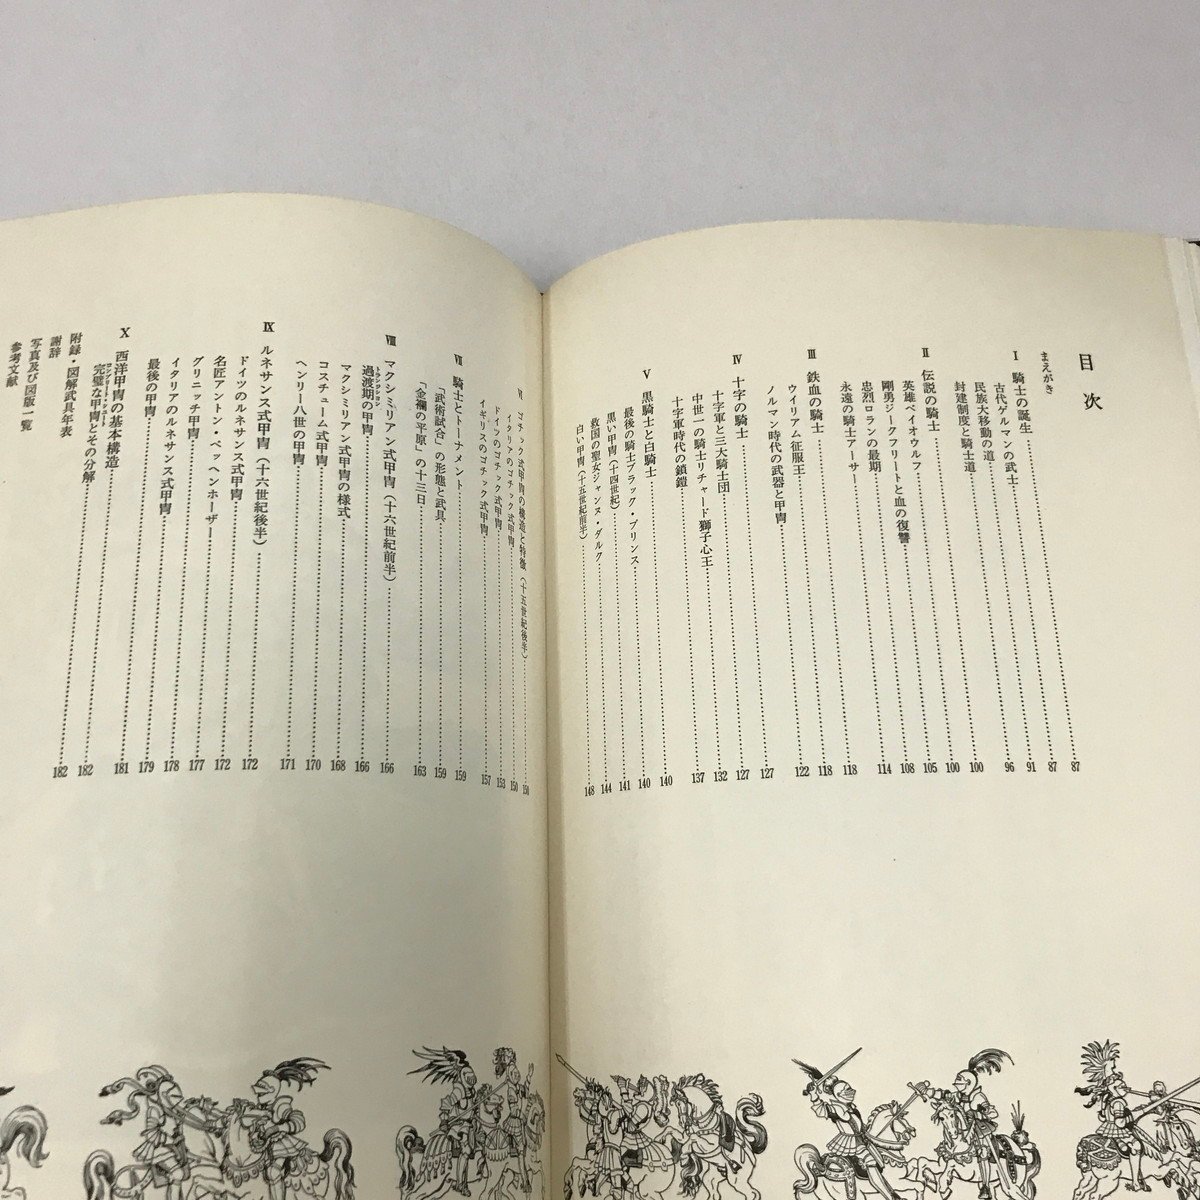 目次
まえがき
I 騎士の誕生……87
古代ゲルマンの武士……87
民族大移動の道……91
封建制度と騎士道……96
II 伝説の騎士……100
英雄ベイオウルフ……100
剛勇ジークフリートと血の復讐……105
忠烈ロランの最期……108
永遠の騎士アーサー……114
III 鉄血の騎士……118
ウイリアム征服王……118
ノルマン時代の武器と甲冑……122
IV 十字の騎士……127
十字軍と三大騎士団……127
中世一の騎士リチャード獅子心王……132
十字軍時代の鎖鎧……137
V 黒騎士と白騎士……140
最後の騎士ブラック・プリンス……140
黒い甲冑(十四世紀)……141
救国の聖女ジャンヌ・ダルク……144
白い甲冑(十五世紀前半)……148
VI ゴチック式甲冑の構造と特徴(十五世紀後半)……150
イタリアのゴチック式甲冑……150
ドイツのゴチック式甲冑……153
イギリスのゴチック式甲冑……157
VII 騎士とトーナメント……159
「武術試合」の形態と武具……159
「金襴の平原」の十三日……163
VIII マクシミリアン式甲冑(十六世紀前半)……166
過渡期の甲冑……166
マクミリアン式甲冑の様式……168
コスチューム式甲冑……170
ヘンリー八世の甲冑……171
IX ルネサンス式甲冑(十六世紀後半)……172
ドイツのルネサンス式甲冑……172
名匠アントン・ペッヘンホーザー……177
グリニッチ甲冑……178
イタリアのルネサンス式甲冑……179
最後の甲冑……181
X 西洋甲冑の基本構造……182
完璧な甲冑とその分解……182
附録・図解武具年表
謝辞
写真及び図版一覧
参考文献